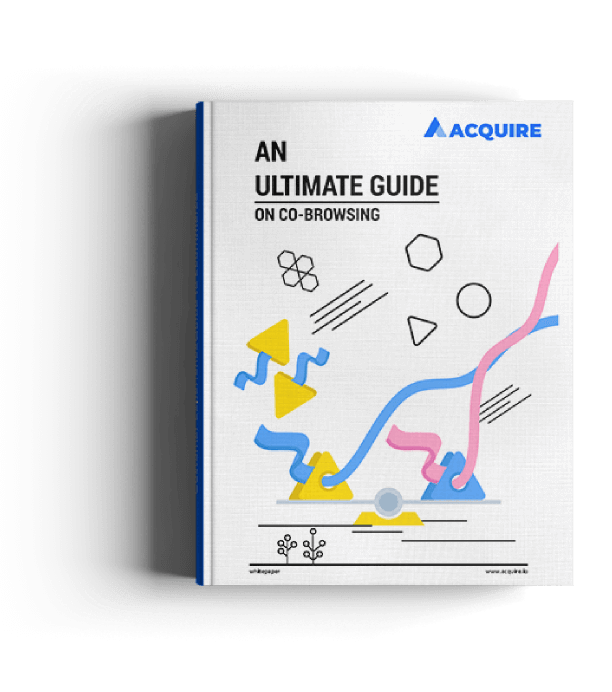 ACQUIRE
AN
ULTIMATE GUIDE
ON CO-BROWSING
whitepaper
www.acquire.io